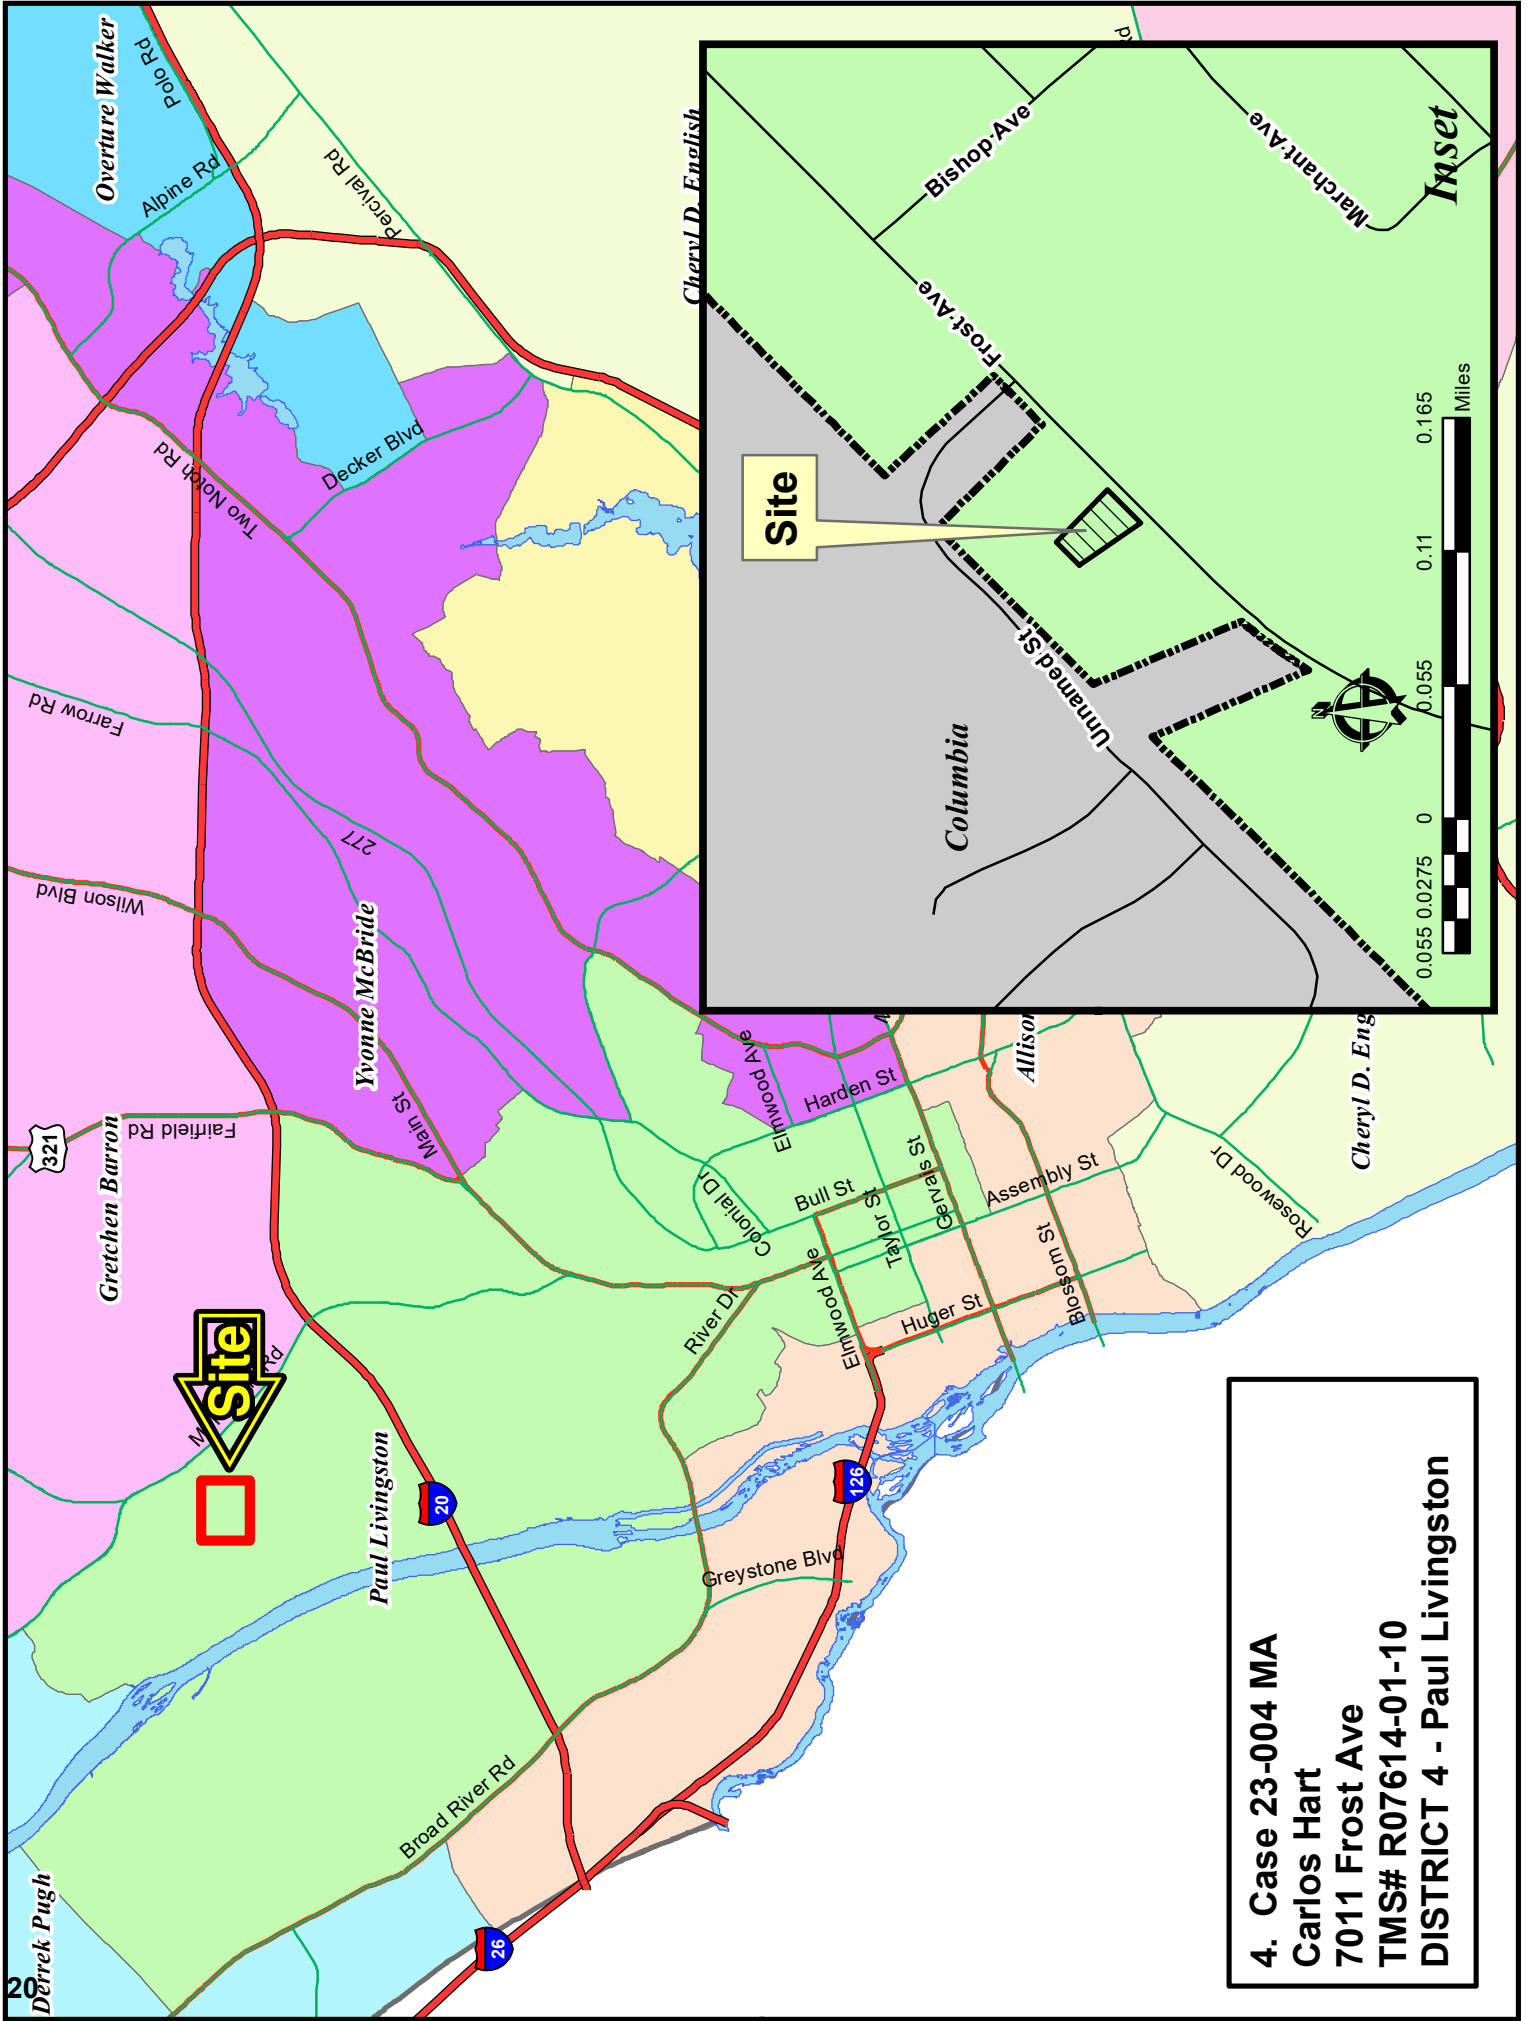 20
Derrek Pugh
Gretchen Barron
Overture Walker
Yvonne McBride
Paul Livingston
Cheryl D. English
Allison
Cheryl D. Eng
Site
321
20
26
126
277
Polo Rd
Alpine Rd
Percival Rd
Two Notch Rd
Decker Blvd
Farrow Rd
Wilson Blvd
Fairfield Rd
Main St
Rd
Broad River Rd
River Dr
Greystone Blvd
Colonial Dr
Elmwood Ave
Harden St
Bull St
Taylor St
Gervais St
Elmwood Ave
Huger St
Assembly St
Blossom St
Rosewood Dr
Rd
Inset
Site
Columbia
Unnamed St
Frost Ave
Bishop Ave
Marchant Ave
N
0.055 0.0275 0 0.055 0.11 0.165
Miles
4. Case 23-004 MA
Carlos Hart
7011 Frost Ave
TMS# R07614-01-10
DISTRICT 4 - Paul Livingston